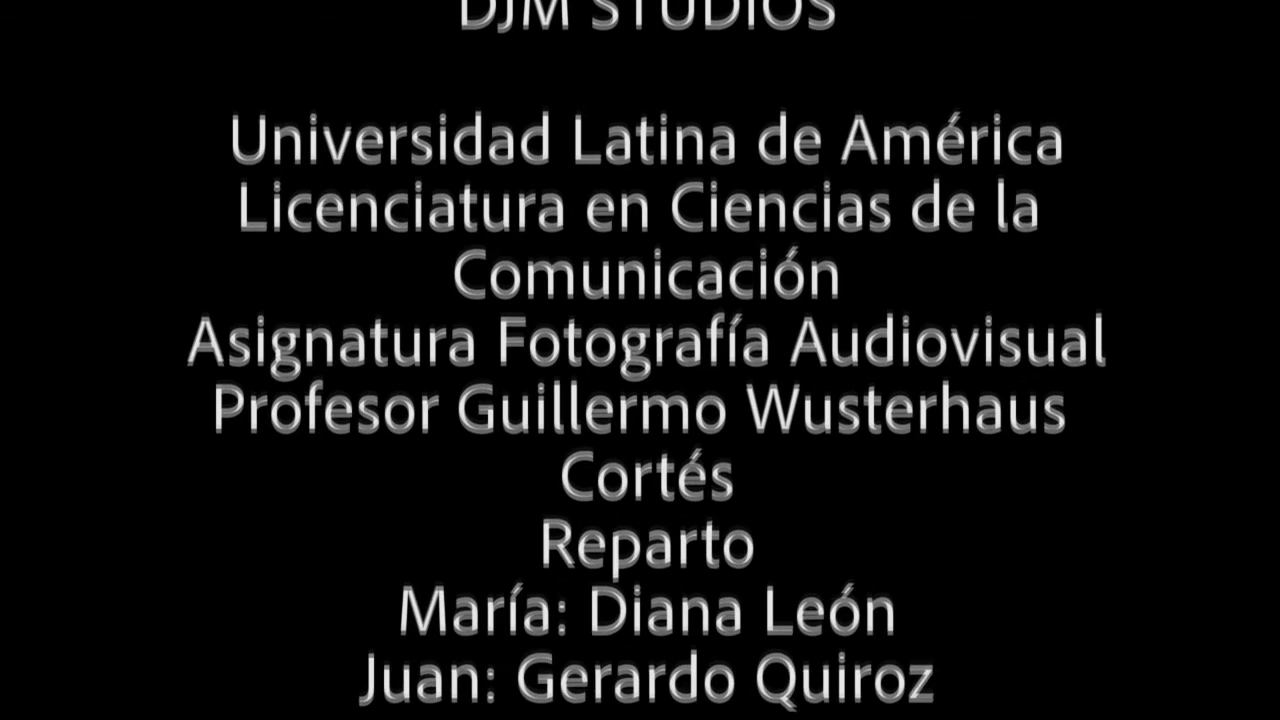 DJM STUDIOS
Universidad Latina de América
Licenciatura en Ciencias de la
Comunicación
Asignatura Fotografía Audiovisual
Profesor Guillermo Wusterhaus
Cortés
Reparto
María: Diana León
Juan: Gerardo Quiroz